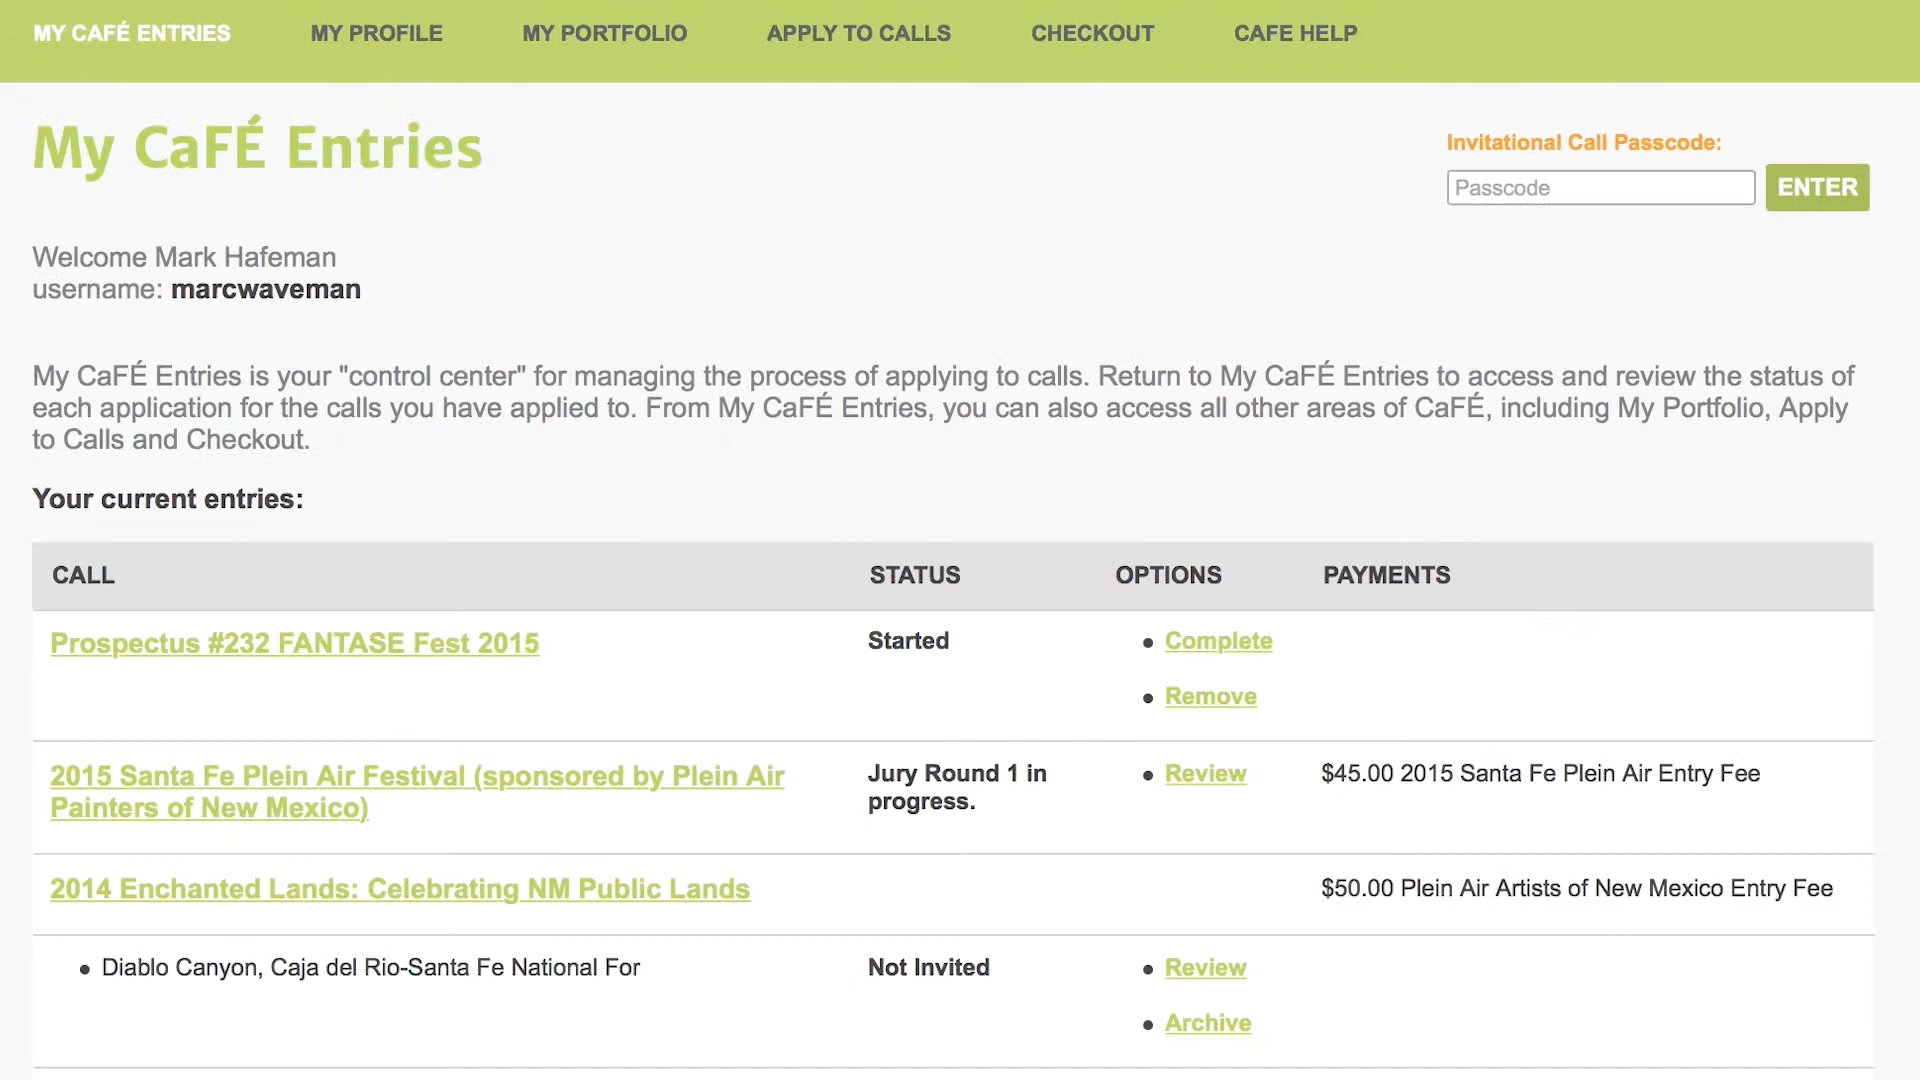 MY CAFÉ ENTRIES MY PROFILE MY PORTFOLIO APPLY TO CALLS CHECKOUT CAFE HELP
My CaFÉ Entries
Invitational Call Passcode:
Passcode ENTER
Welcome Mark Hafeman
username: marcwaveman
My CaFÉ Entries is your "control center" for managing the process of applying to calls. Return to My CaFÉ Entries to access and review the status of
each application for the calls you have applied to. From My CaFÉ Entries, you can also access all other areas of CaFÉ, including My Portfolio, Apply
to Calls and Checkout.
Your current entries:
CALL STATUS OPTIONS PAYMENTS
Prospectus #232 FANTASE Fest 2015 Started • Complete
• Remove
2015 Santa Fe Plein Air Festival (sponsored by Plein Air Jury Round 1 in • Review $45.00 2015 Santa Fe Plein Air Entry Fee
Painters of New Mexico) progress.
2014 Enchanted Lands: Celebrating NM Public Lands $50.00 Plein Air Artists of New Mexico Entry Fee
• Diablo Canyon, Caja del Rio-Santa Fe National For Not Invited • Review
• Archive